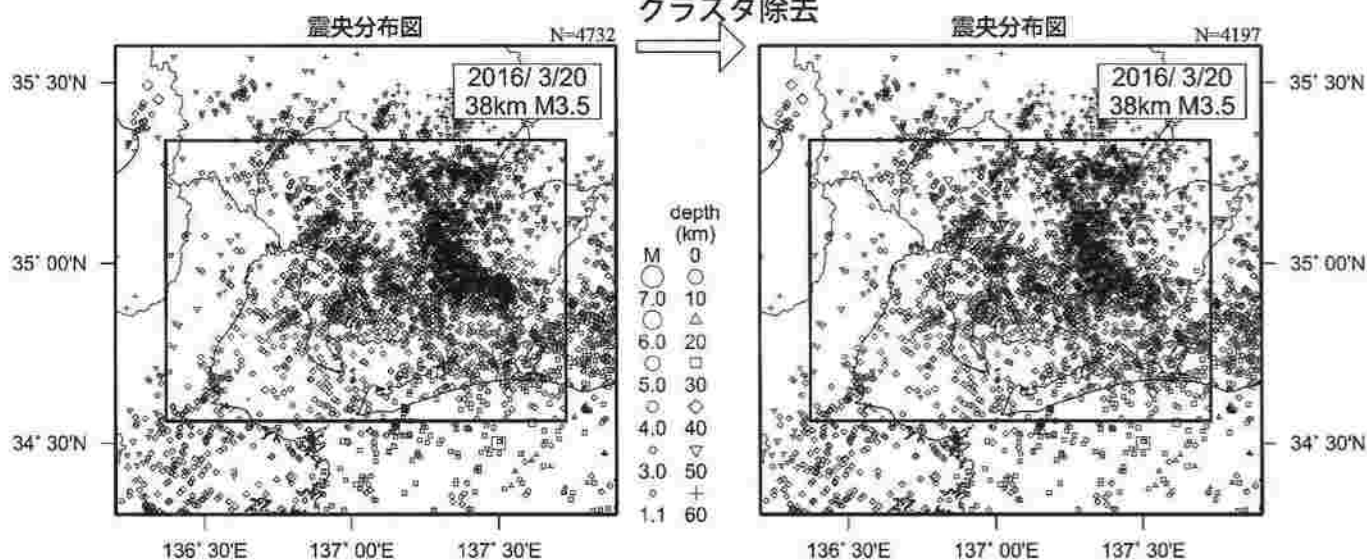 クラスタ除去
震央分布図
N=4732
2016/ 3/20
38km M3.5
35° 30'N
35° 00'N
34° 30'N
136° 30'E
137° 00'E
137° 30'E
depth
(km)
M 0
7.0 10
6.0 20
5.0 30
4.0 40
3.0 50
1.1 60
震央分布図
N=4197
2016/ 3/20
38km M3.5
35° 30'N
35° 00'N
34° 30'N
136° 30'E
137° 00'E
137° 30'E